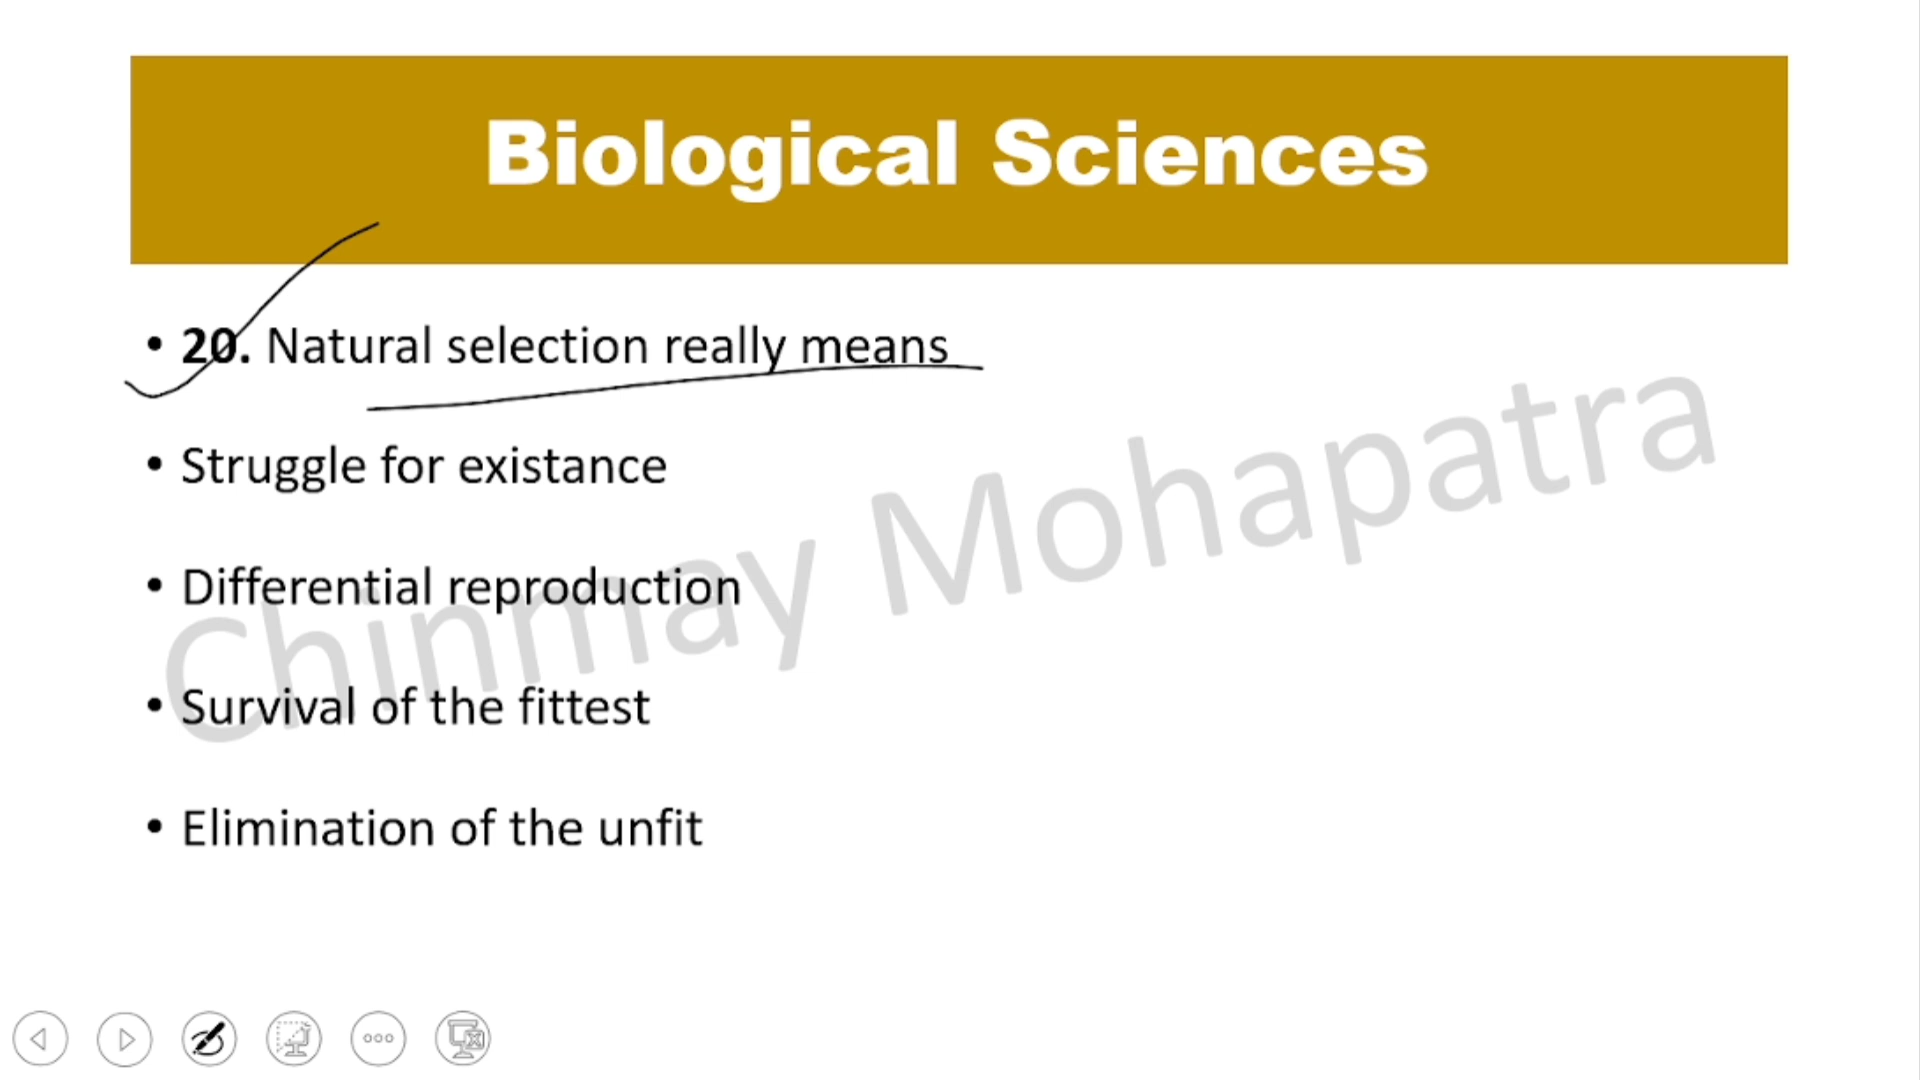 Biological Sciences
• 20. Natural selection really means
• Struggle for existance
• Differential reproduction
• Survival of the fittest
• Elimination of the unfit
Chinmay Mohapatra